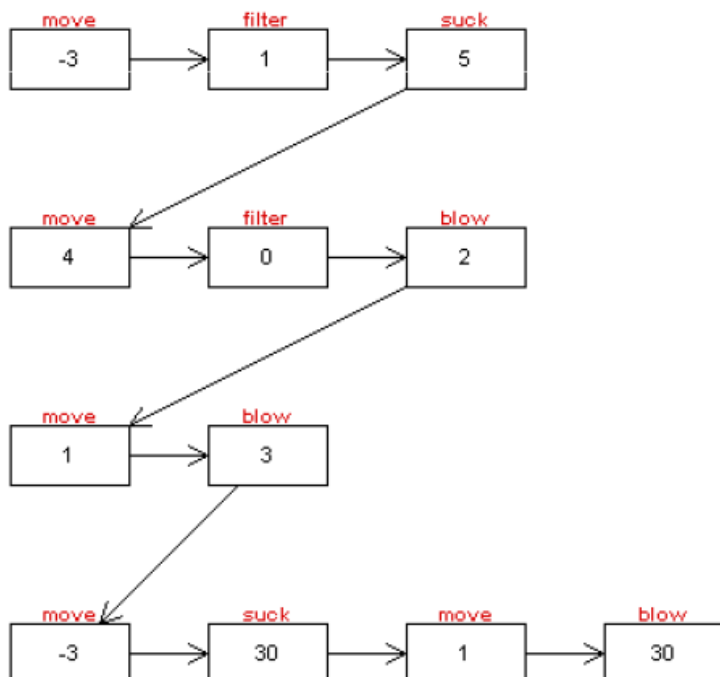 move filter suck
-3 1 5
move filter blow
4 0 2
move blow
1 3
move suck move blow
-3 30 1 30